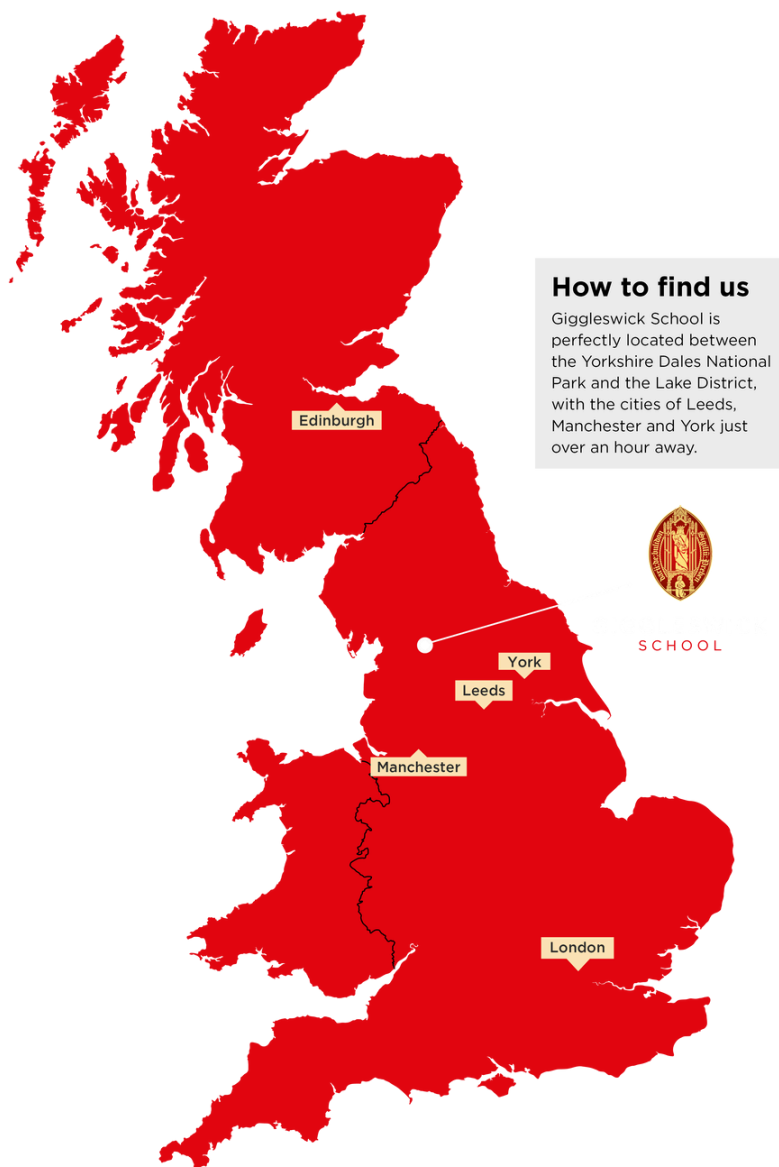 How to find us
Giggleswick School is
perfectly located between
the Yorkshire Dales National
Park and the Lake District,
with the cities of Leeds,
Manchester and York just
over an hour away.
Edinburgh
SCHOOL
York
Leeds
Manchester
London